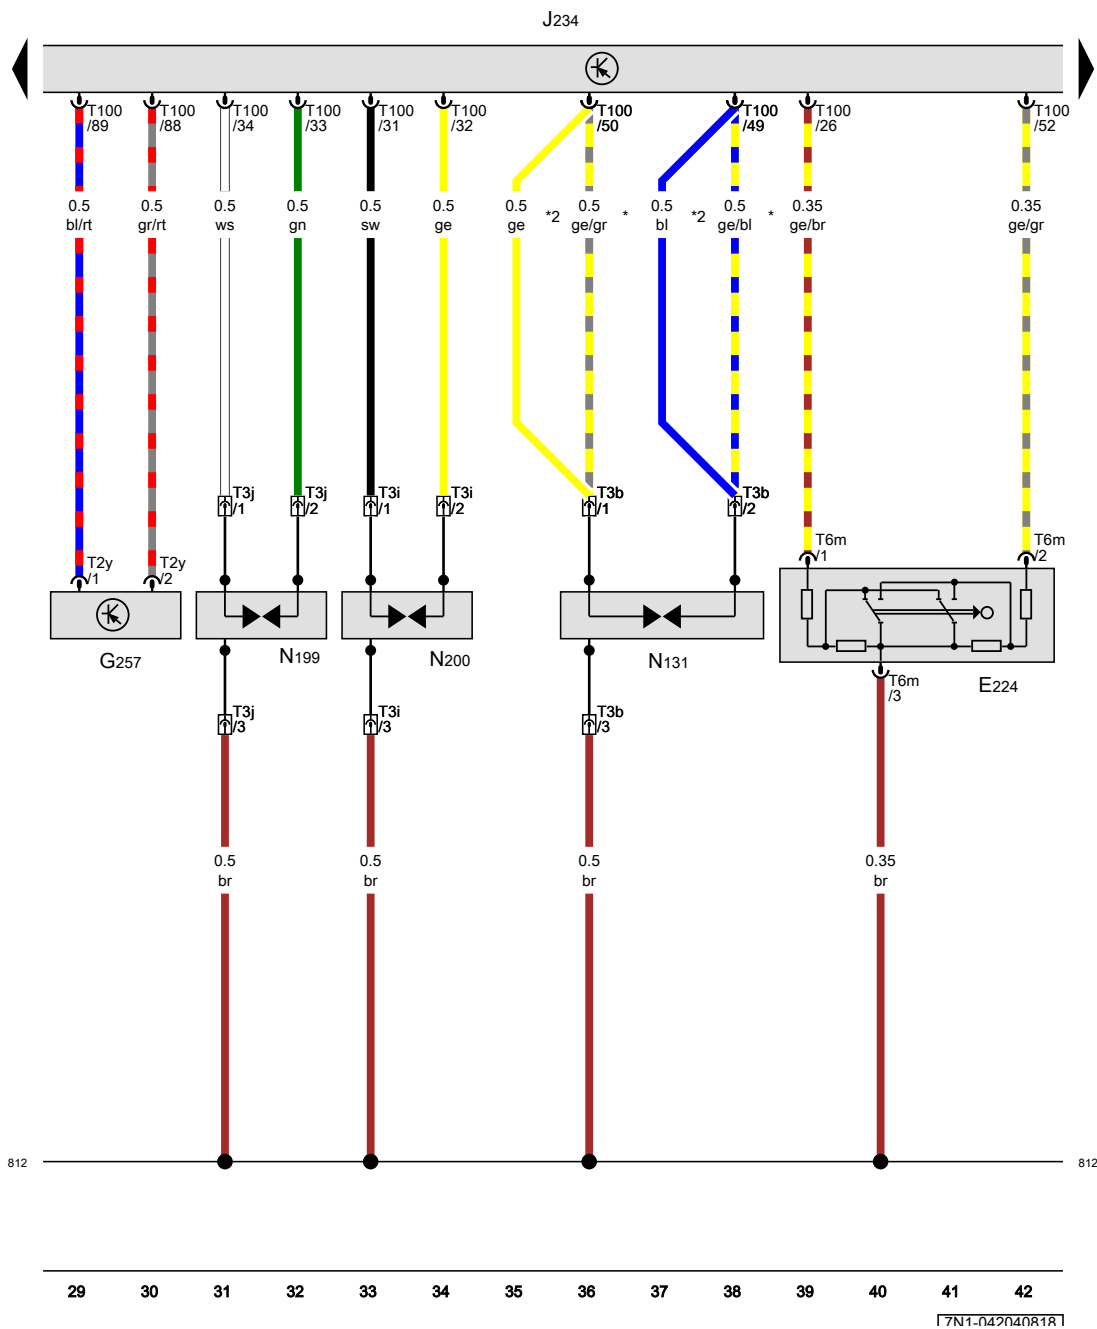 J234
T100 T100 T100 T100 T100 T100 T100 T100 T100 T100
/89 /88 /34 /33 /31 /32 /50 /49 /26 /52
0.5 0.5 0.5 0.5 0.5 0.5 0.5 *2 0.5 * 0.5 *2 0.5 * 0.35 0.35
bl/rt gr/rt ws gn sw ge ge ge/gr bl ge/bl ge/br ge/gr
T3j T3j T3i T3i T3b T3b
/1 /2 /1 /2 /1 /2
T6m T6m
/1 /2
T2y T2y
/1 /2
G257 N199 N200 N131
T6m E224
/3
T3j T3i T3b
/3 /3 /3
0.5 0.5 0.5 0.35
br br br br
812 812
29 30 31 32 33 34 35 36 37 38 39 40 41 42
7N1-042040818